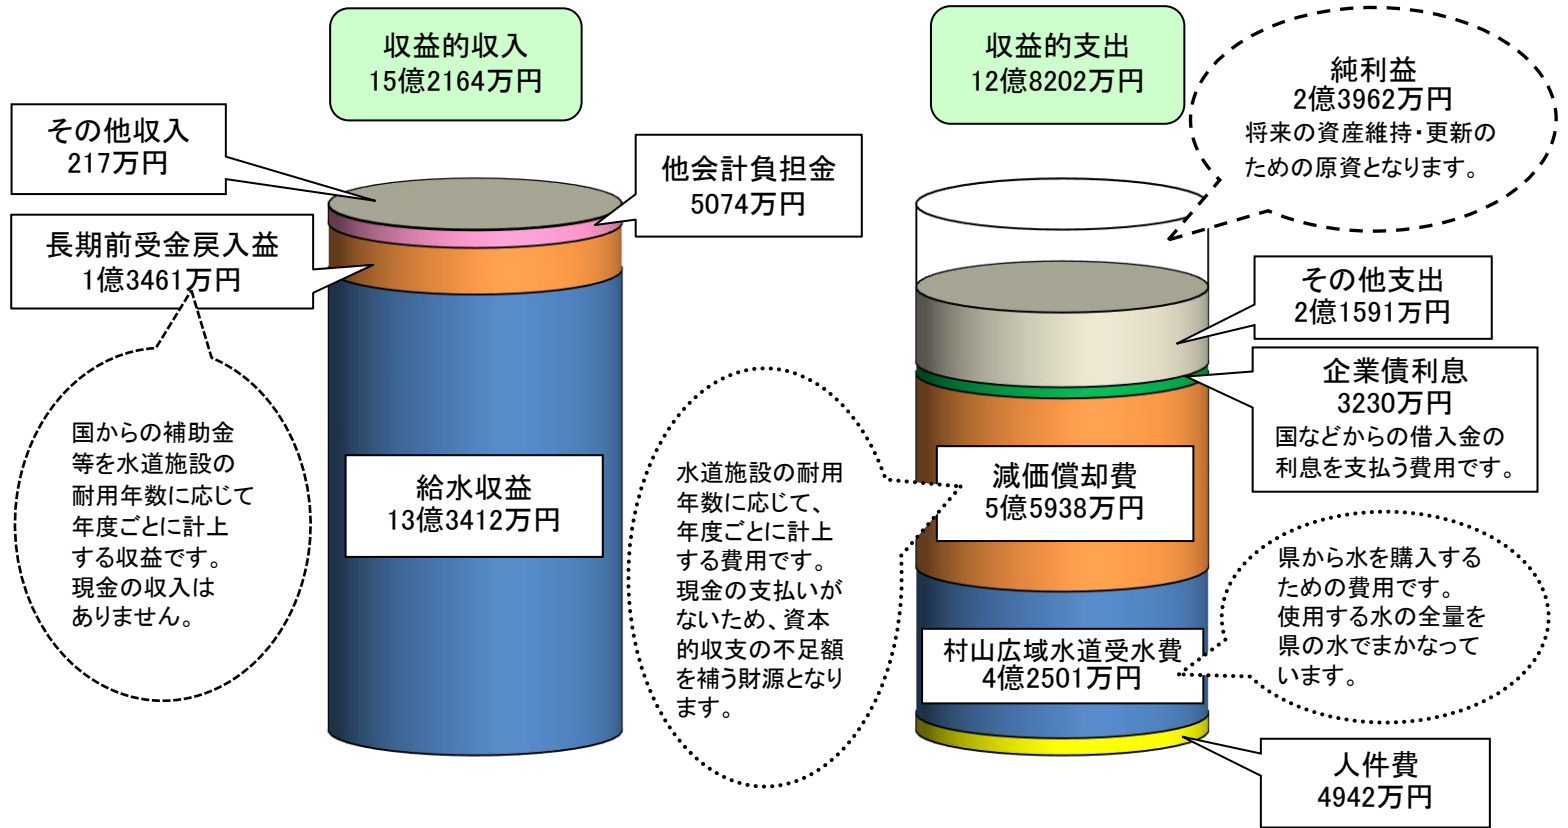 収益的収入
15億2164万円
その他収入
217万円
他会計負担金
5074万円
長期前受金戻入益
1億3461万円
国からの補助金
等を水道施設の
耐用年数に応じて
年度ごとに計上
する収益です。
現金の収入は
ありません。
給水収益
13億3412万円
収益的支出
12億8202万円
純利益
2億3962万円
将来の資産維持・更新の
ための原資となります。
その他支出
2億1591万円
企業債利息
3230万円
国などからの借入金の
利息を支払う費用です。
減価償却費
5億5938万円
水道施設の耐用
年数に応じて、
年度ごとに計上
する費用です。
現金の支払いが
ないため、資本
的収支の不足額
を補う財源となり
ます。
村山広域水道受水費
4億2501万円
県から水を購入する
ための費用です。
使用する水の全量を
県の水でまかなって
います。
人件費
4942万円